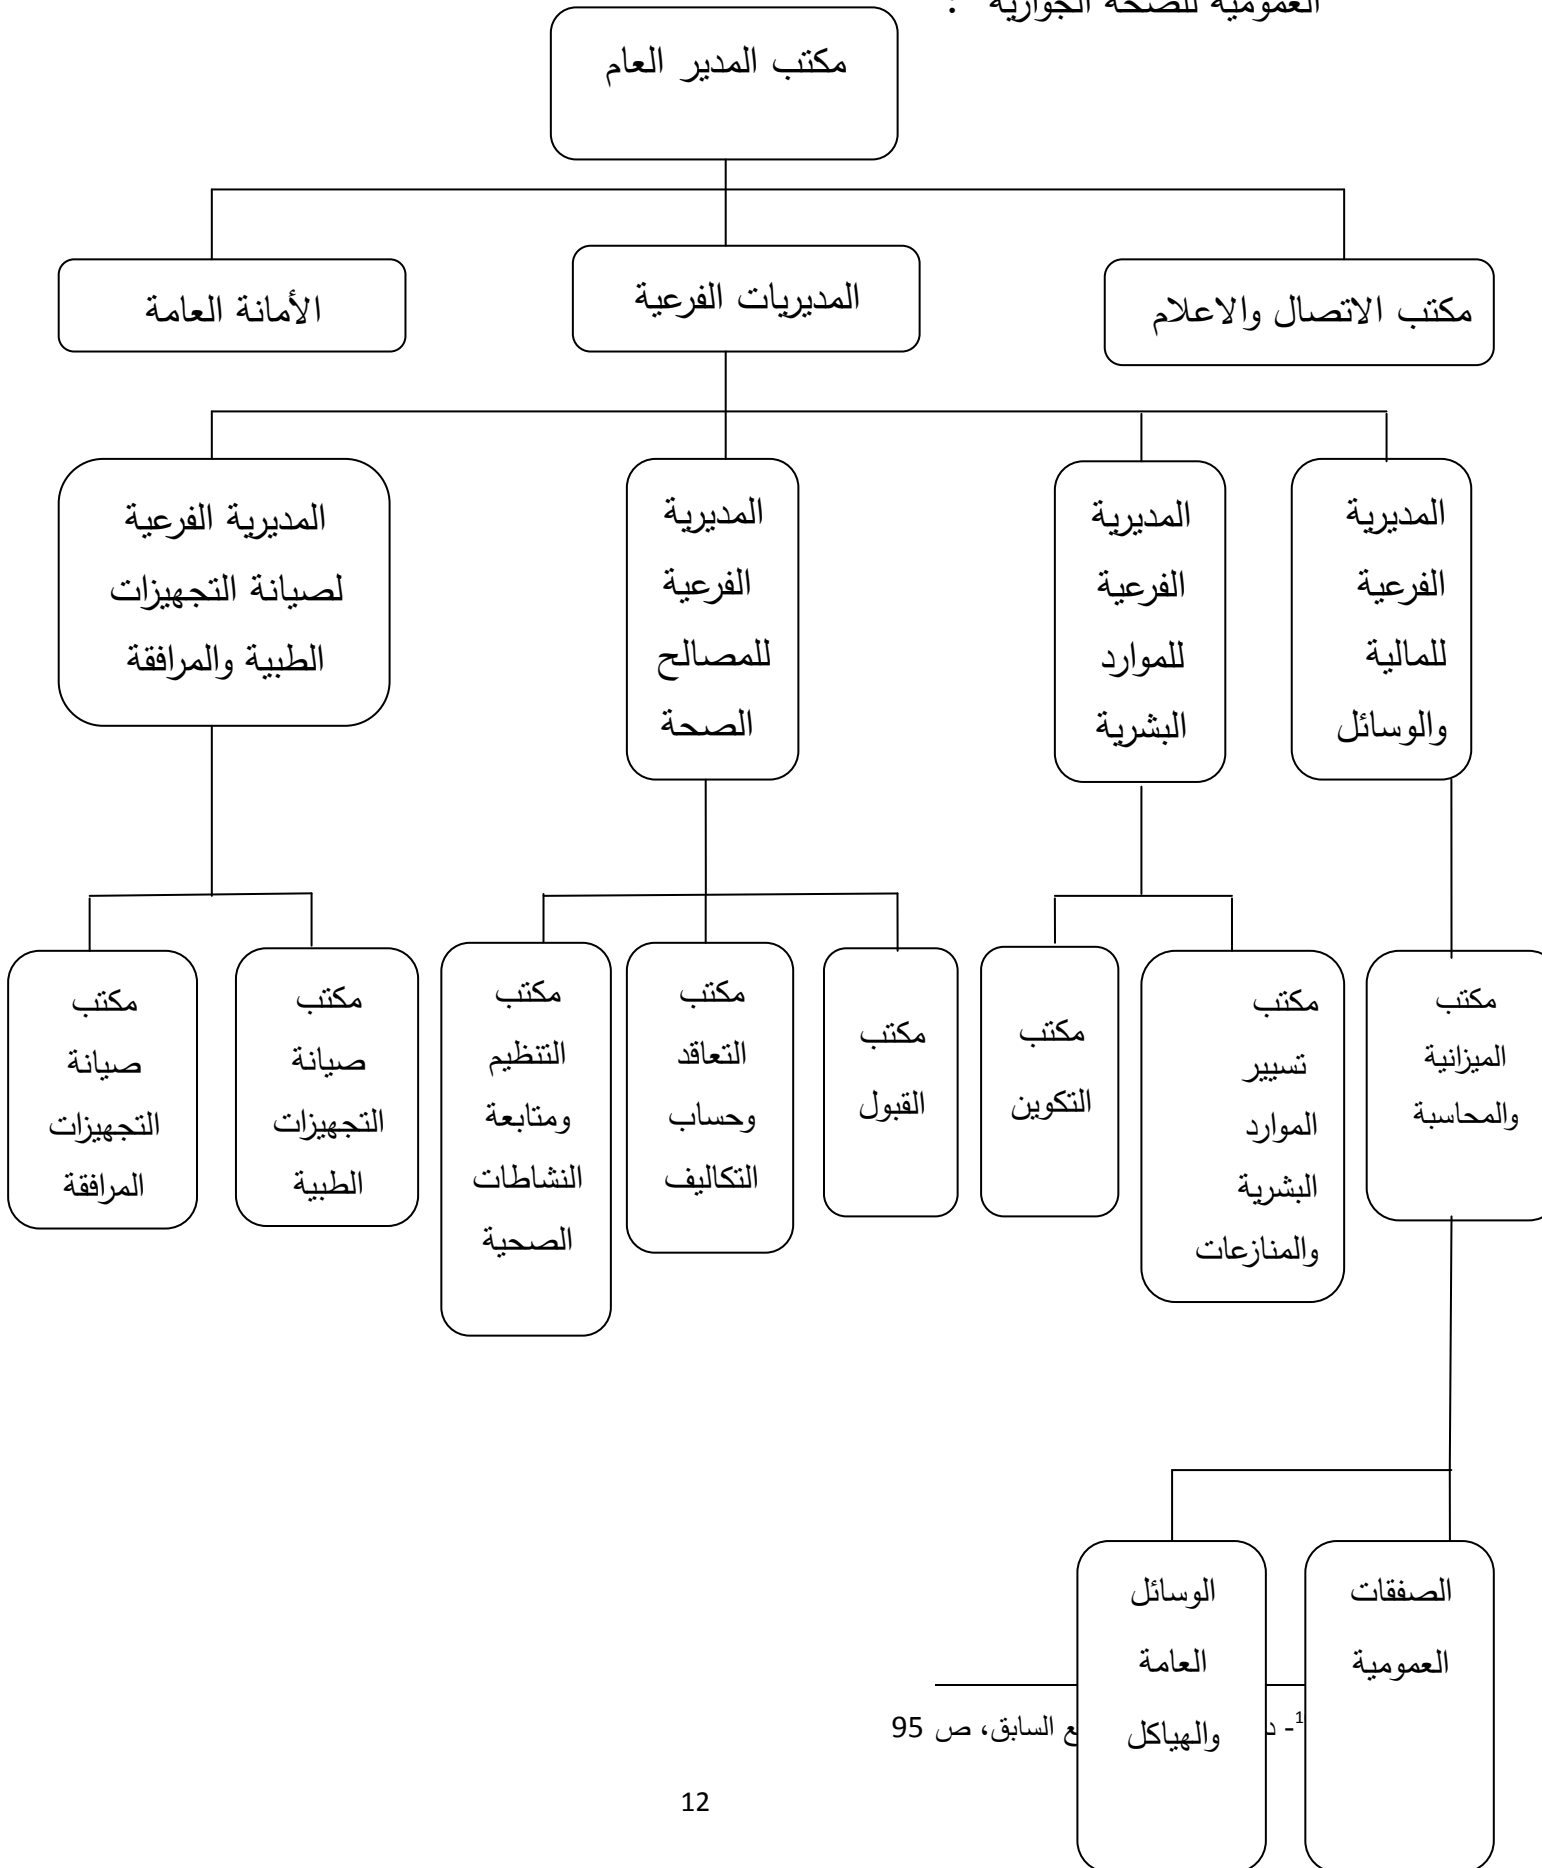 العمومية للصحة الجوارية :
مكتب المدير العام
مكتب الاتصال والاعلام
المديريات الفرعية
الأمانة العامة
المديرية
الفرعية
للمالية
والوسائل
المديرية
الفرعية
للموارد
البشرية
المديرية
الفرعية
للمصالح
الصحة
المديرية الفرعية
لصيانة التجهيزات
الطبية والمرافقة
مكتب
الميزانية
والمحاسبة
مكتب
تسيير
الموارد
البشرية
والمنازعات
مكتب
التكوين
مكتب
القبول
مكتب
التعاقد
وحساب
التكاليف
مكتب
التنظيم
ومتابعة
النشاطات
الصحية
مكتب
صيانة
التجهيزات
الطبية
مكتب
صيانة
التجهيزات
المرافقة
الصفقات
العمومية
الوسائل
العامة
والهياكل
1- السابق، ص 95
12